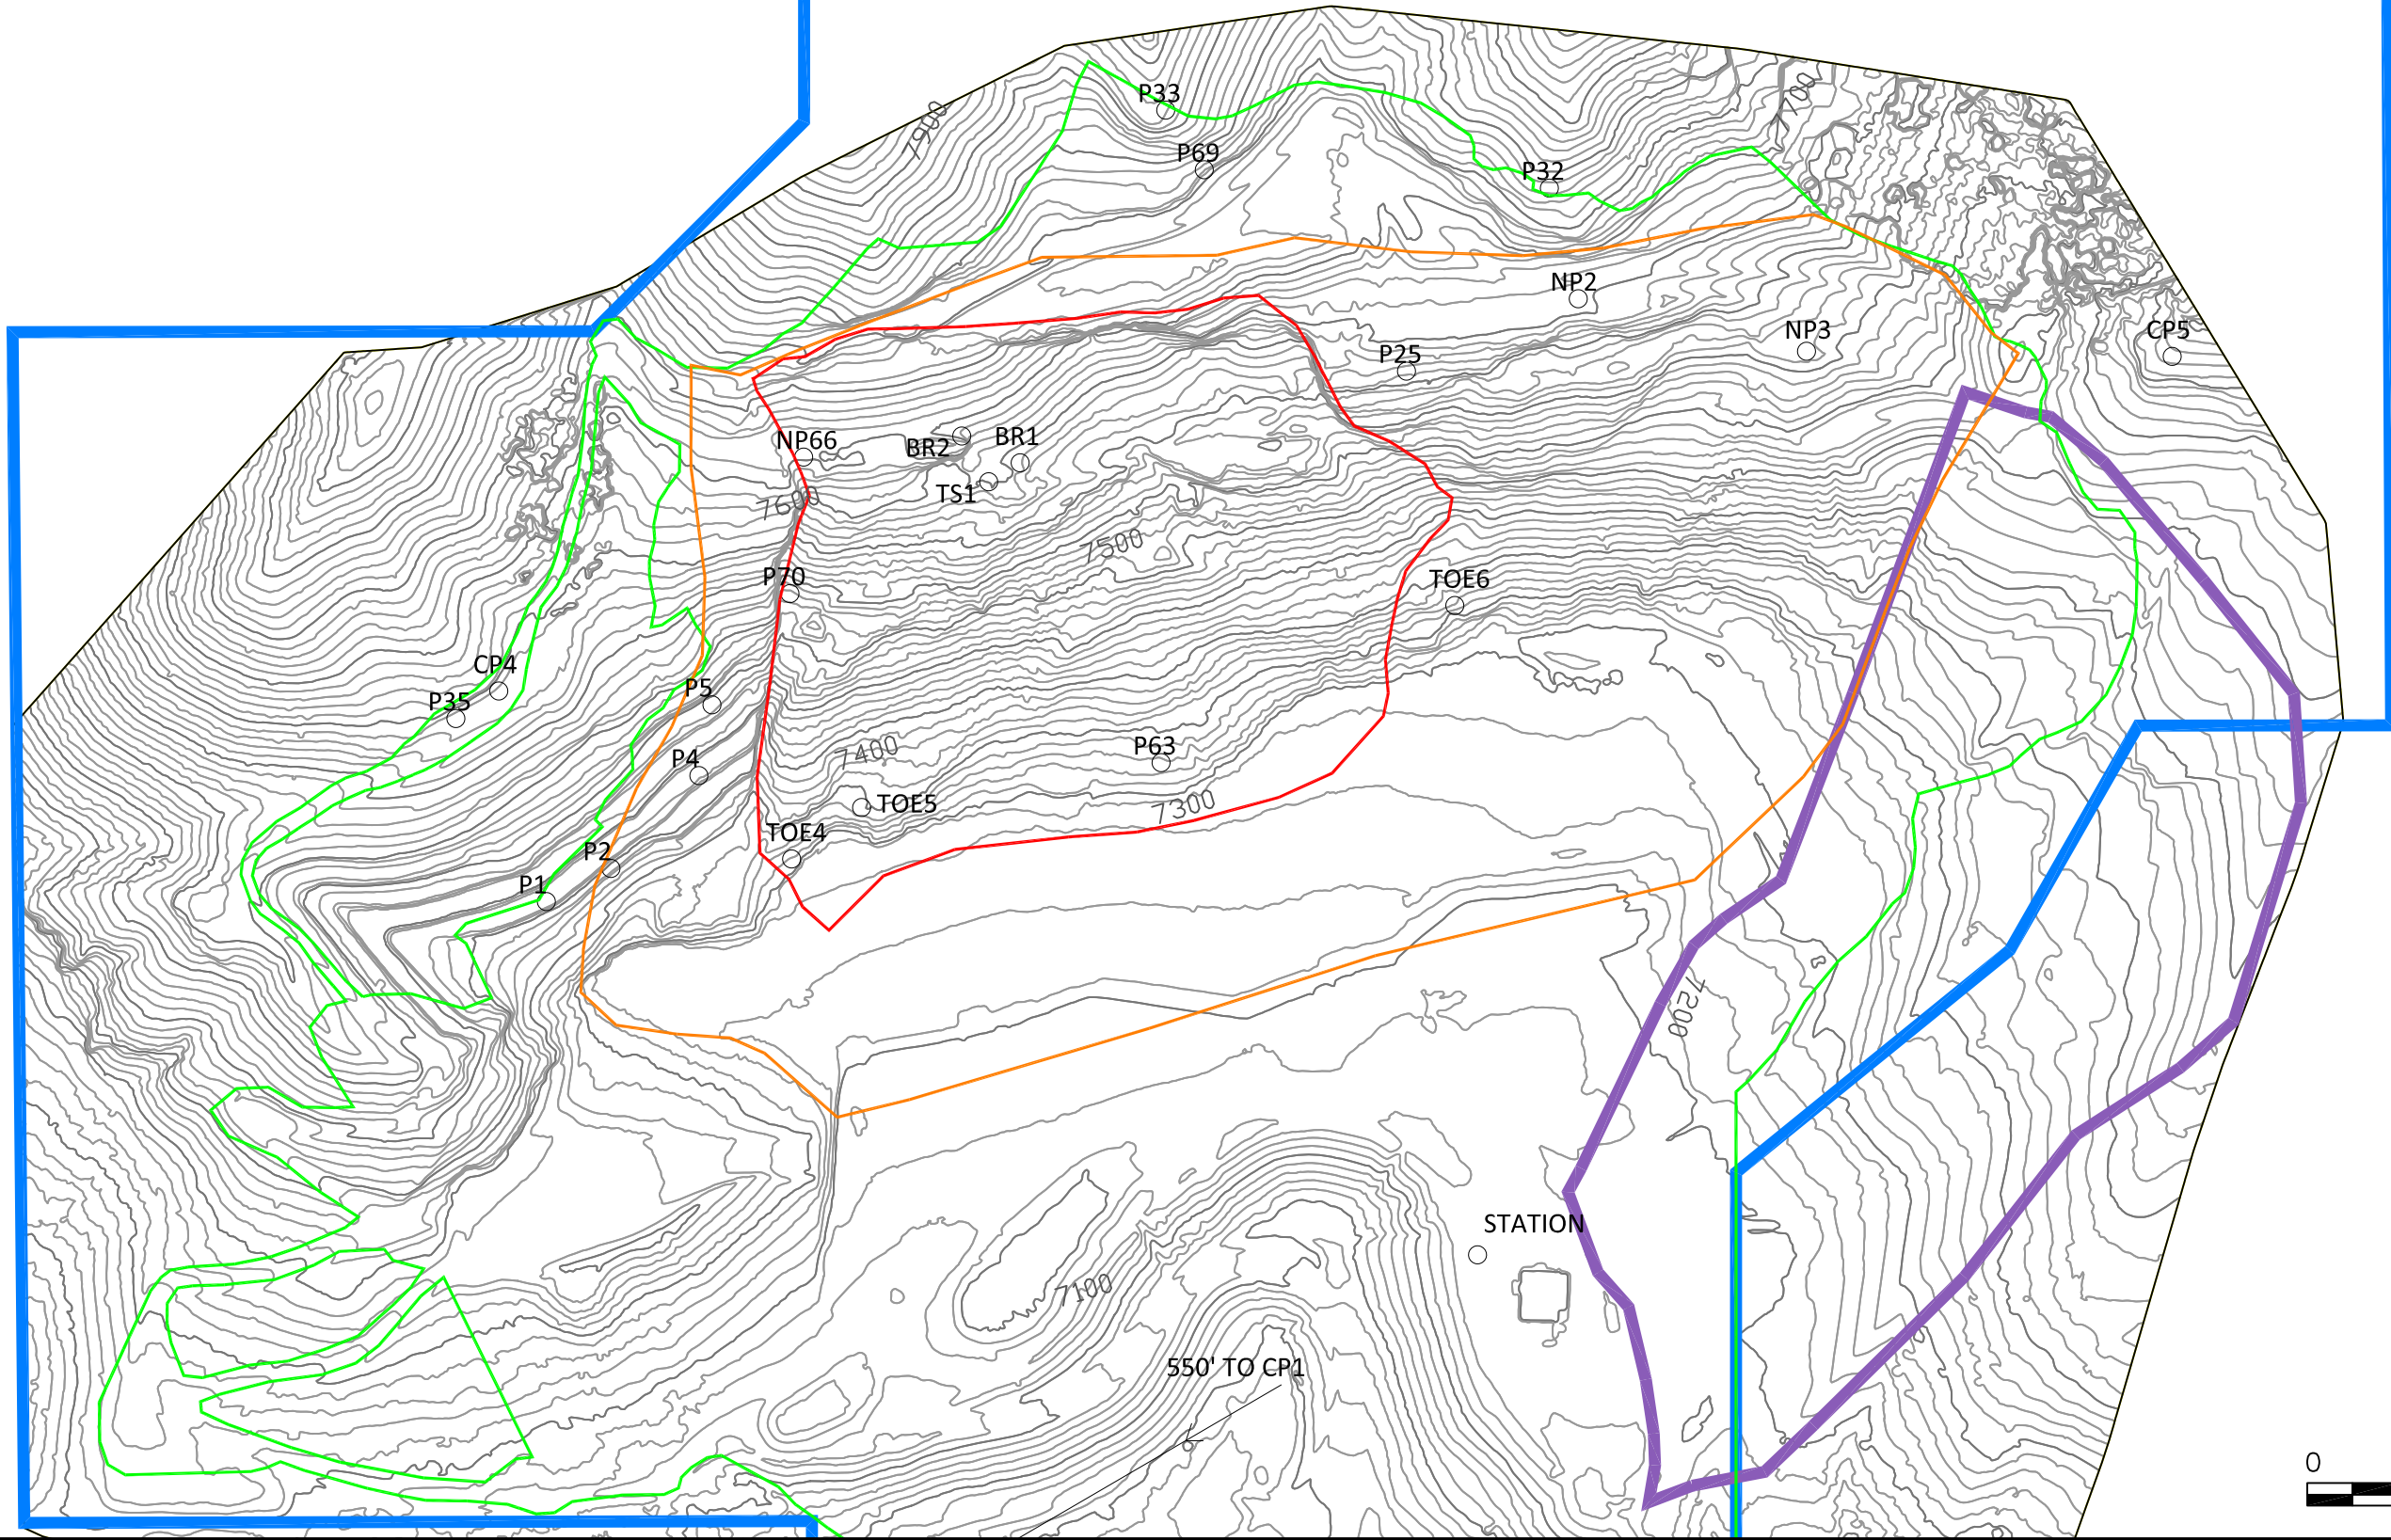 P33
7900
7700
P69
P32
NP2
NP3
CP5
P25
NP66
BR2
BR1
TS1
7600
7500
P70
TOE6
CP4
P35
P5
P4
7400
P63
TOE5
7300
TOE4
P2
P1
7200
STATION
7100
550' TO CP1
0